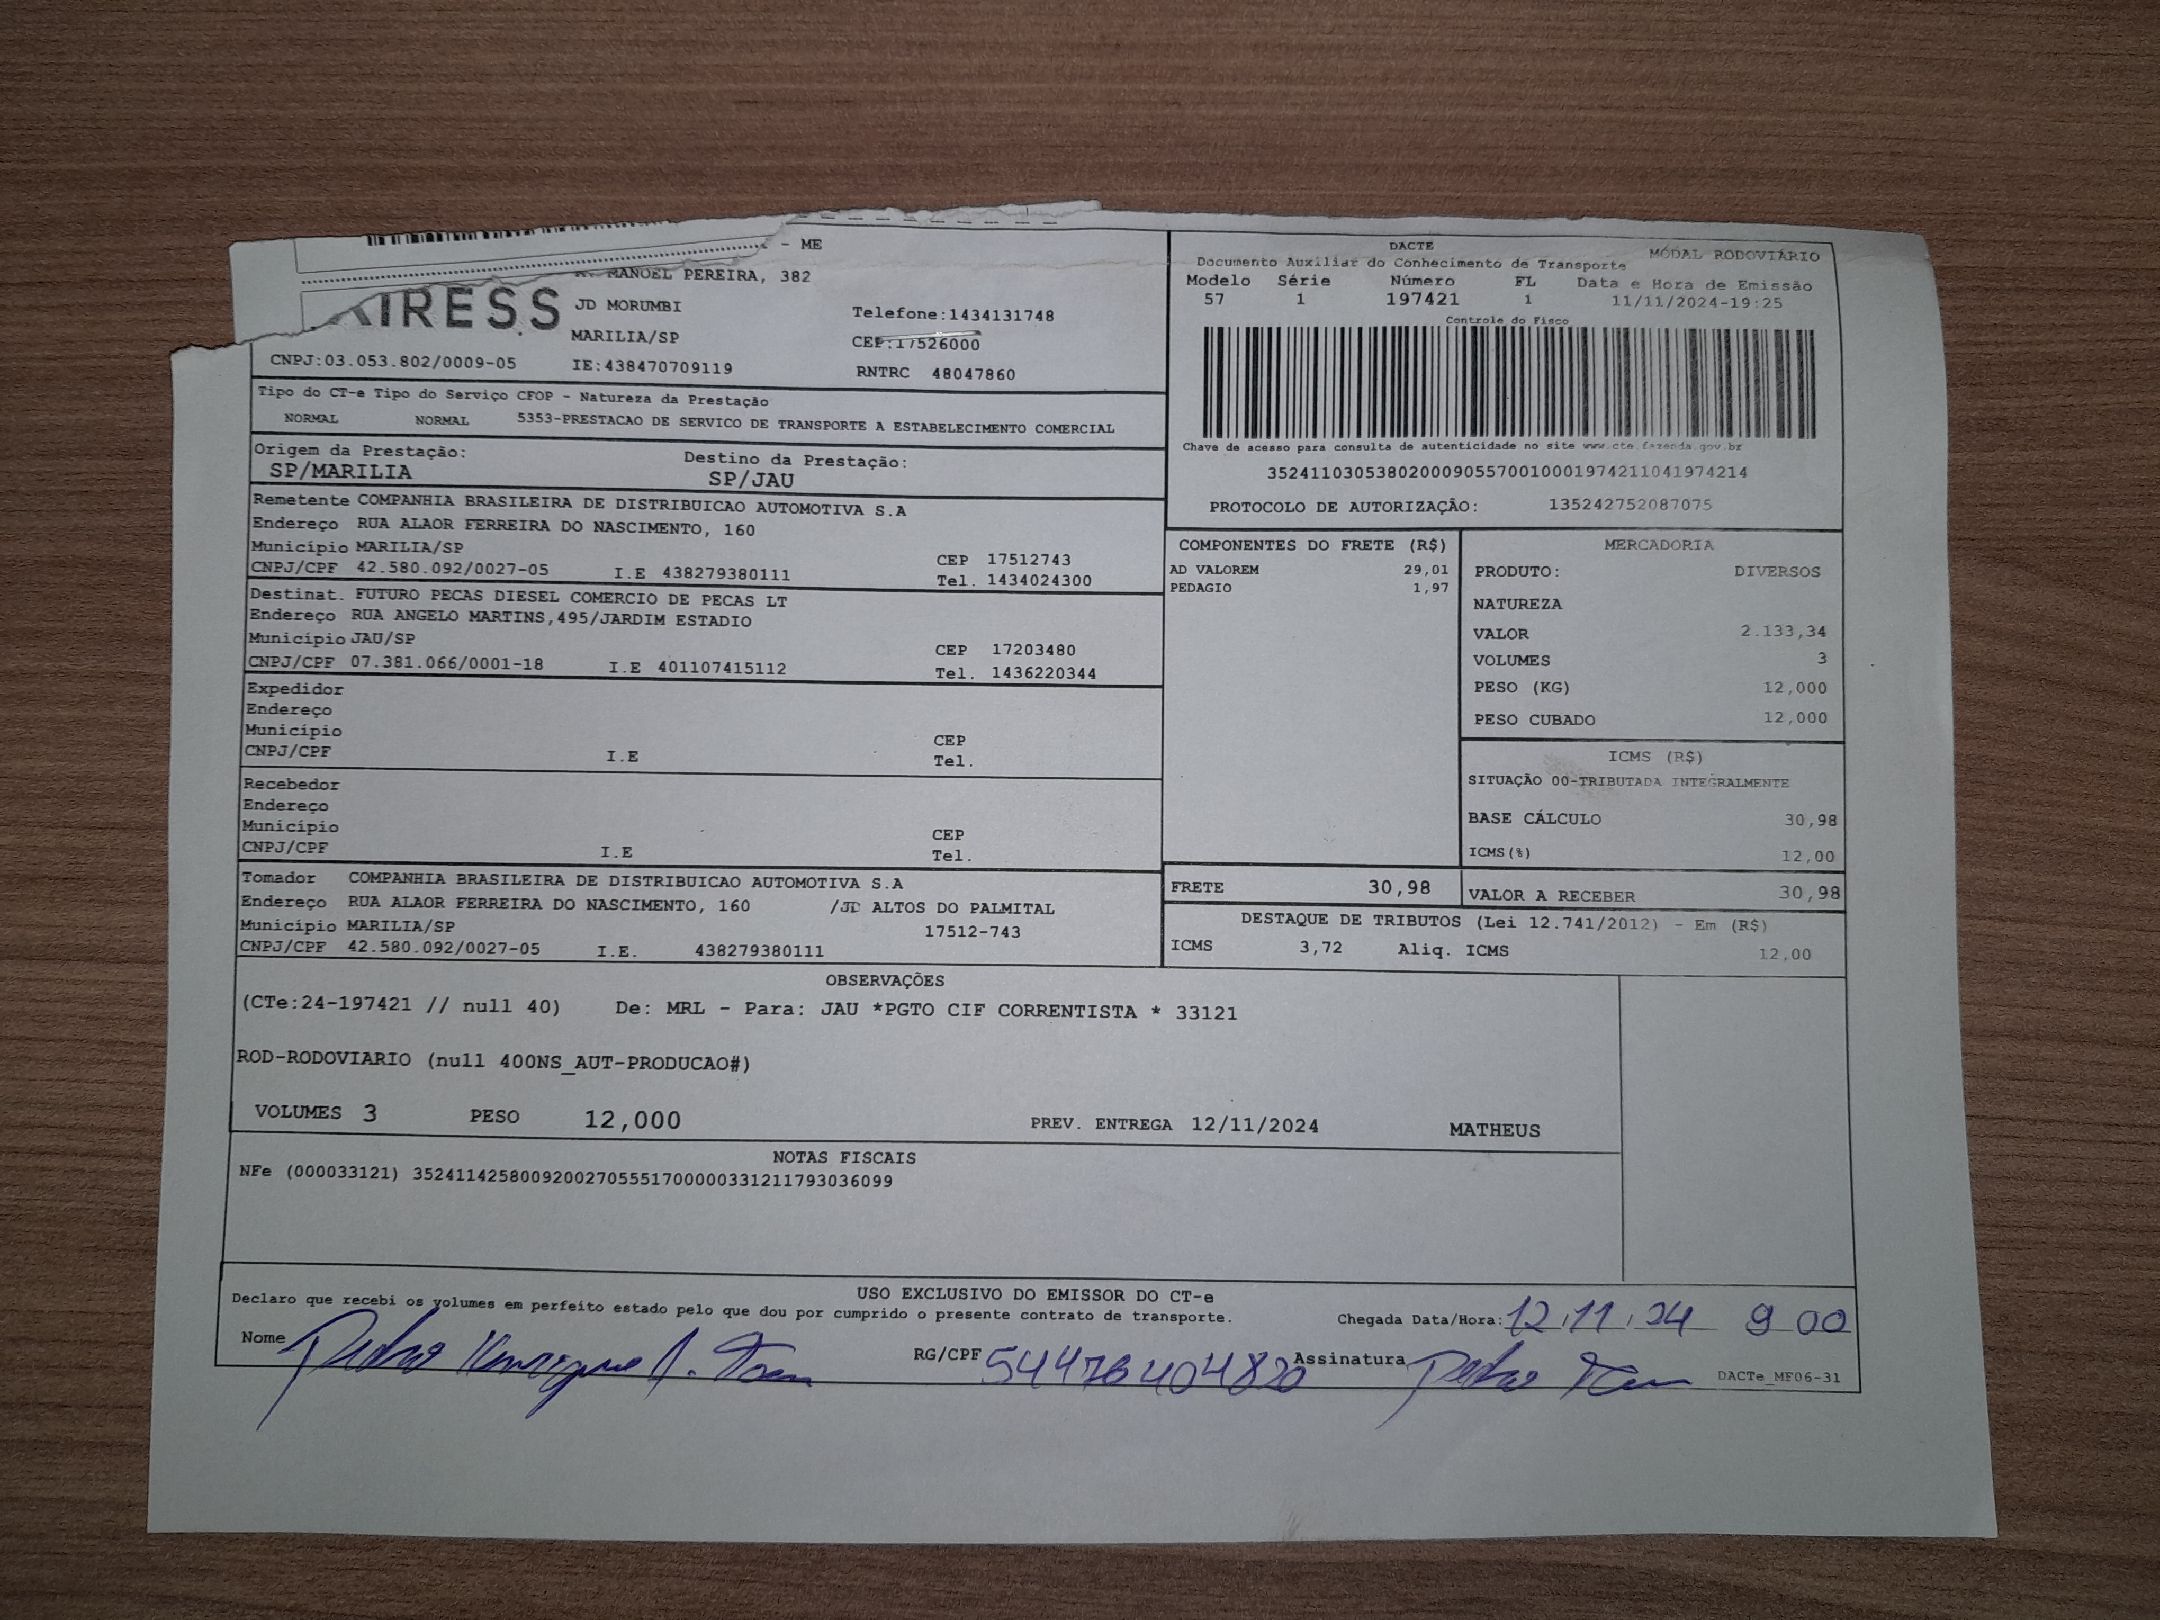 - ME
MANOEL PEREIRA, 382
JD MORUMBI
Telefone:1434131748
MARILIA/SP
CEP:17526000
CNPJ:03.053.802/0009-05 IE:438470709119
RNTRC 48047860
DACTE
MODAL RODOVIÁRIO
Documento Auxiliar do Conhecimento de Transporte
Modelo Série Número FL Data e Hora de Emissão
57 1 197421 1 11/11/2024-19:25
Controle do Fisco
Chave de acesso para consulta de autenticidade no site www.cte.fazenda.gov.br
35241103053802000905570010001974211041974214
PROTOCOLO DE AUTORIZAÇÃO: 135242752087075
Tipo do CT-e Tipo do Serviço CFOP - Natureza da Prestação
NORMAL NORMAL 5353-PRESTACAO DE SERVICO DE TRANSPORTE A ESTABELECIMENTO COMERCIAL
Origem da Prestação: Destino da Prestação:
SP/MARILIA SP/JAU
Remetente COMPANHIA BRASILEIRA DE DISTRIBUICAO AUTOMOTIVA S.A
Endereço RUA ALAOR FERREIRA DO NASCIMENTO, 160
Município MARILIA/SP CEP 17512743
CNPJ/CPF 42.580.092/0027-05 I.E 438279380111 Tel. 1434024300
Destinat. FUTURO PECAS DIESEL COMERCIO DE PECAS LT
Endereço RUA ANGELO MARTINS,495/JARDIM ESTADIO
Município JAU/SP CEP 17203480
CNPJ/CPF 07.381.066/0001-18 I.E 401107415112 Tel. 1436220344
Expedidor
Endereço
Município CEP
CNPJ/CPF I.E Tel.
Recebedor
Endereço
Município CEP
CNPJ/CPF I.E Tel.
Tomador COMPANHIA BRASILEIRA DE DISTRIBUICAO AUTOMOTIVA S.A
Endereço RUA ALAOR FERREIRA DO NASCIMENTO, 160 /JD ALTOS DO PALMITAL
Município MARILIA/SP 17512-743
CNPJ/CPF 42.580.092/0027-05 I.E. 438279380111
COMPONENTES DO FRETE (R$)
AD VALOREM 29,01
PEDAGIO 1,97
MERCADORIA
PRODUTO: DIVERSOS
NATUREZA
VALOR 2.133,34
VOLUMES 3
PESO (KG) 12,000
PESO CUBADO 12,000
ICMS (R$)
SITUAÇÃO 00-TRIBUTADA INTEGRALMENTE
BASE CÁLCULO 30,98
ICMS(%) 12,00
FRETE 30,98 VALOR A RECEBER 30,98
DESTAQUE DE TRIBUTOS (Lei 12.741/2012) - Em (R$)
ICMS 3,72 Aliq. ICMS 12,00
OBSERVAÇÕES
(CTe:24-197421 // null 40) De: MRL - Para: JAU *PGTO CIF CORRENTISTA * 33121
ROD-RODOVIARIO (null 400NS_AUT-PRODUCAO#)
VOLUMES 3 PESO 12,000 PREV. ENTREGA 12/11/2024 MATHEUS
NOTAS FISCAIS
NFe (000033121) 35241142580092002705551700000331211793036099
USO EXCLUSIVO DO EMISSOR DO CT-e
Declaro que recebi os volumes em perfeito estado pelo que dou por cumprido o presente contrato de transporte. Chegada Data/Hora: 12,11,24 9 00
Nome Pedro Henrique RG/CPF 54476404820 Assinatura Pedro
DACTe_MF06-31